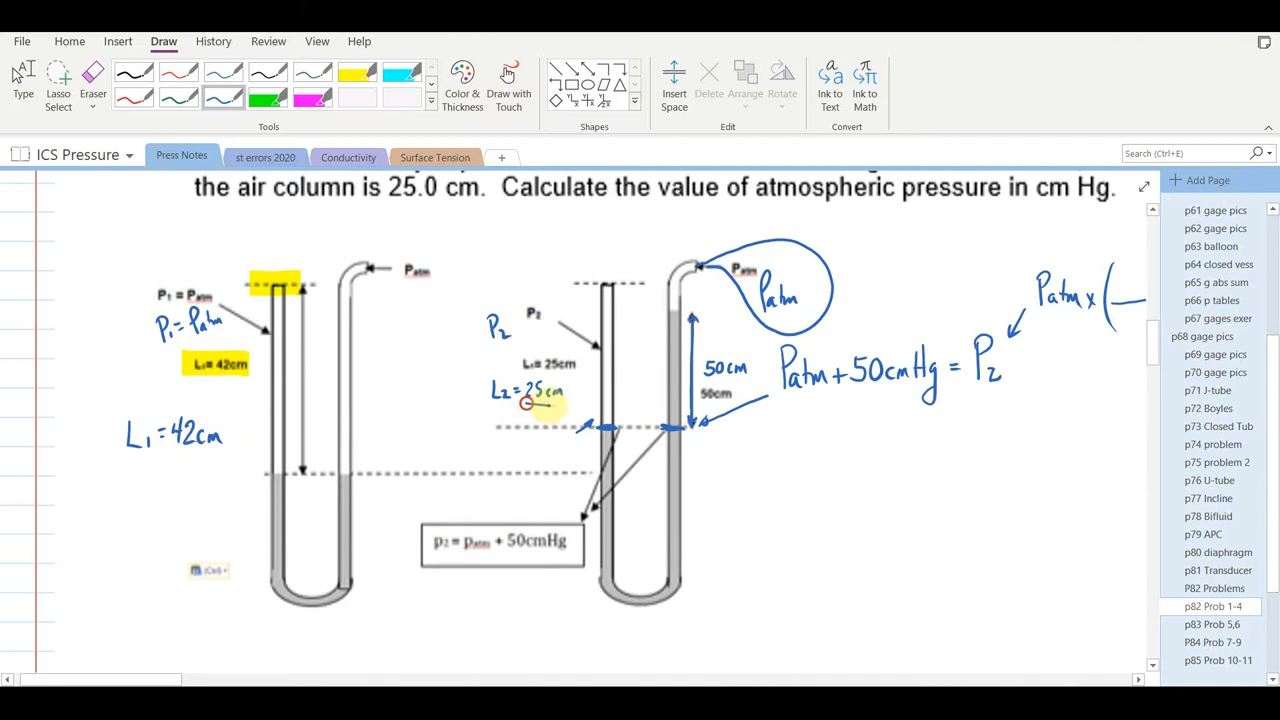 File Home Insert Draw History Review View Help
Type Lasso Select Eraser Color & Thickness Draw with Touch Insert Space Delete Arrange Rotate Ink to Text Ink to Math
Tools Shapes Edit Convert
ICS Pressure Press Notes st errors 2020 Conductivity Surface Tension + Search (Ctrl+E)
the air column is 25.0 cm. Calculate the value of atmospheric pressure in cm Hg.
Patm
P1 = Patm
P1 = Patm
L1= 42cm
L1 = 42cm
Patm
Patm
P2
P2
L1= 25cm
L2 = 25cm
50cm
50cm
Patm + 50cmHg = P2
Patm x (
p2 = patm + 50cmHg
(Ctrl)
Add Page
p61 gage pics
p62 gage pics
p63 balloon
p64 closed vess
p65 g abs sum
p66 p tables
p67 gages exer
p68 gage pics
p69 gage pics
p70 gage pics
p71 J-tube
p72 Boyles
p73 Closed Tub
p74 problem
p75 problem 2
p76 U-tube
p77 Incline
p78 Bifluid
p79 APC
p80 diaphragm
p81 Transducer
P82 Problems
p82 Prob 1-4
p83 Prob 5,6
P84 Prob 7-9
p85 Prob 10-11